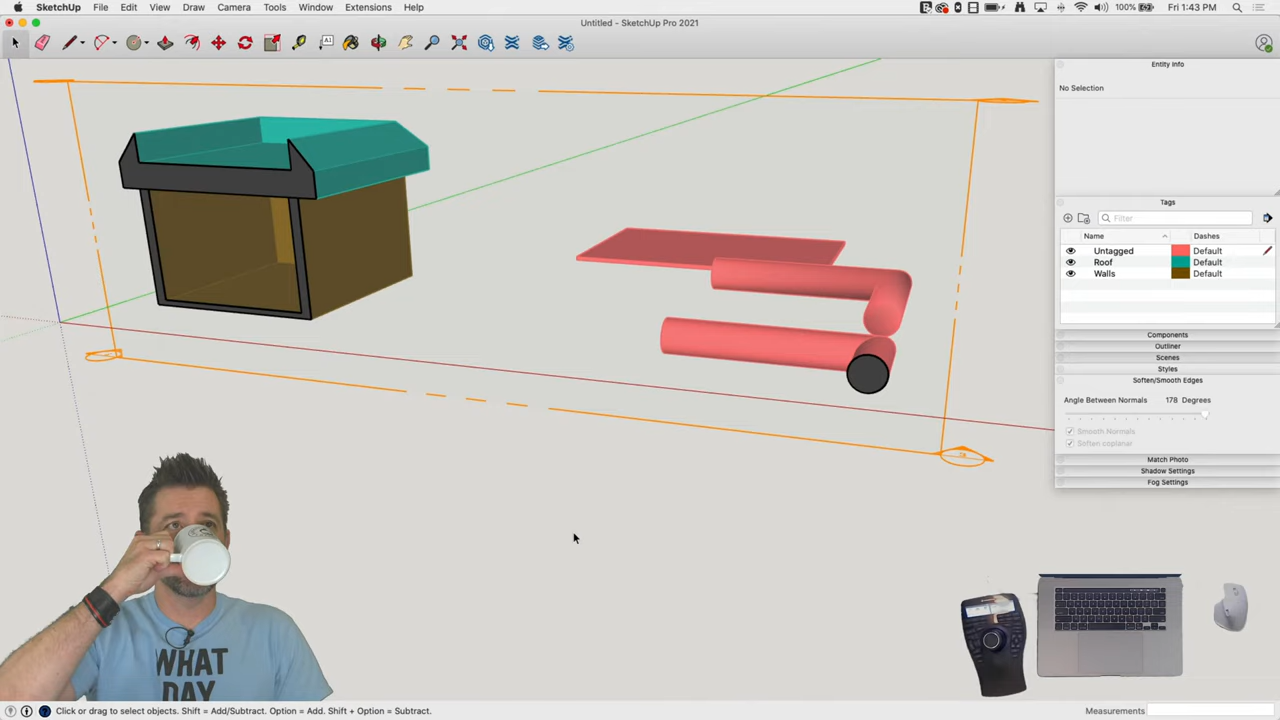 SketchUp File Edit View Draw Camera Tools Window Extensions Help
100% Fri 1:43 PM
Untitled - SketchUp Pro 2021
Entity Info
No Selection
Tags
Filter
Name Dashes
Untagged Default
Roof Default
Walls Default
Components
Outliner
Scenes
Styles
Soften/Smooth Edges
Angle Between Normals 178 Degrees
Smooth Normals
Soften coplanar
Match Photo
Shadow Settings
Fog Settings
WHAT
DAY
Click or drag to select objects. Shift = Add/Subtract. Option = Add. Shift + Option = Subtract.
Measurements